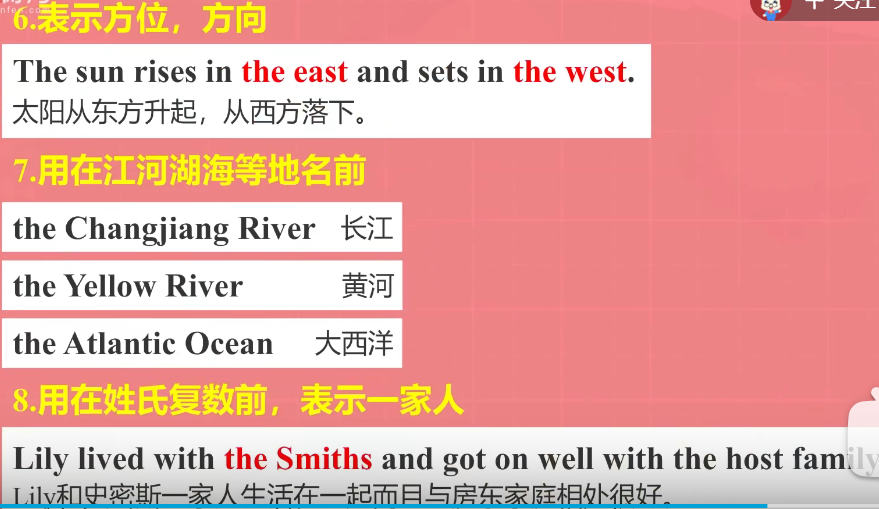 6.表示方位，方向
The sun rises in the east and sets in the west.
太阳从东方升起，从西方落下。
7.用在江河湖海等地名前
the Changjiang River 长江
the Yellow River 黄河
the Atlantic Ocean 大西洋
8.用在姓氏复数前，表示一家人
Lily lived with the Smiths and got on well with the host family
Lily和史密斯一家人生活在一起而且与房东家庭相处很好。